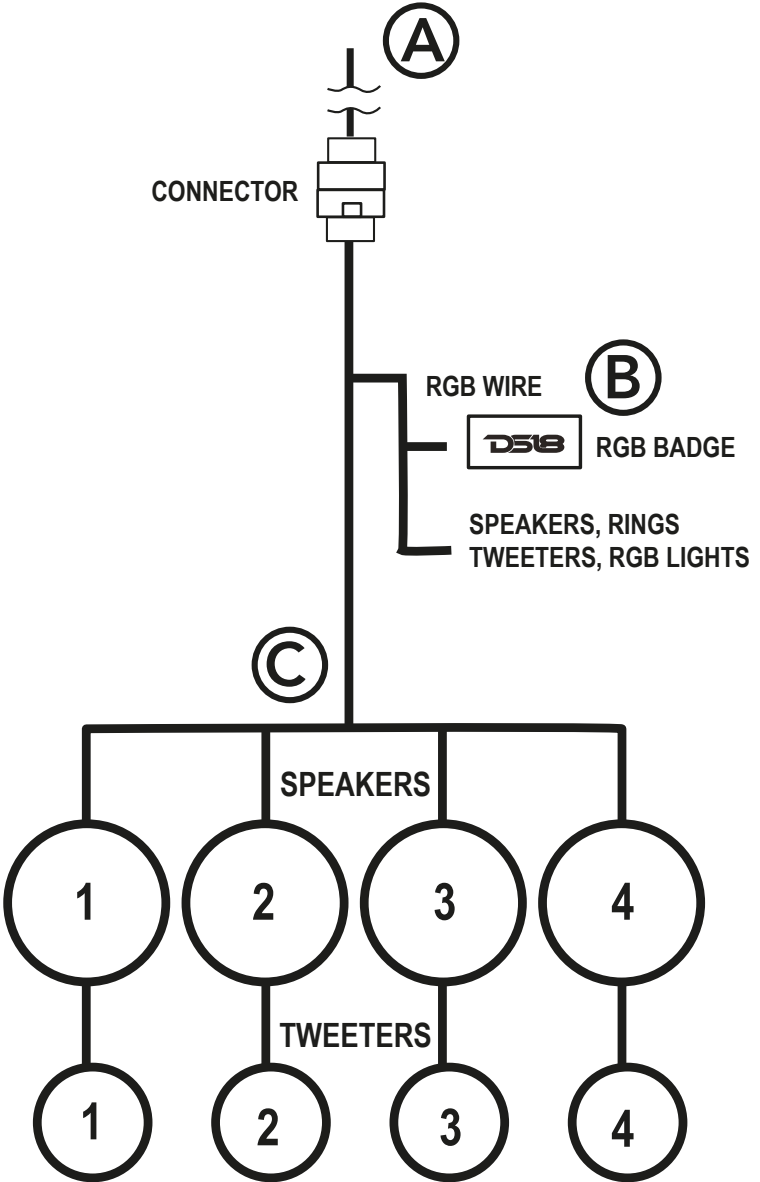 A
CONNECTOR
RGB WIRE
B
DS18
RGB BADGE
SPEAKERS, RINGS
TWEETERS, RGB LIGHTS
C
SPEAKERS
1
2
3
4
TWEETERS
1
2
3
4